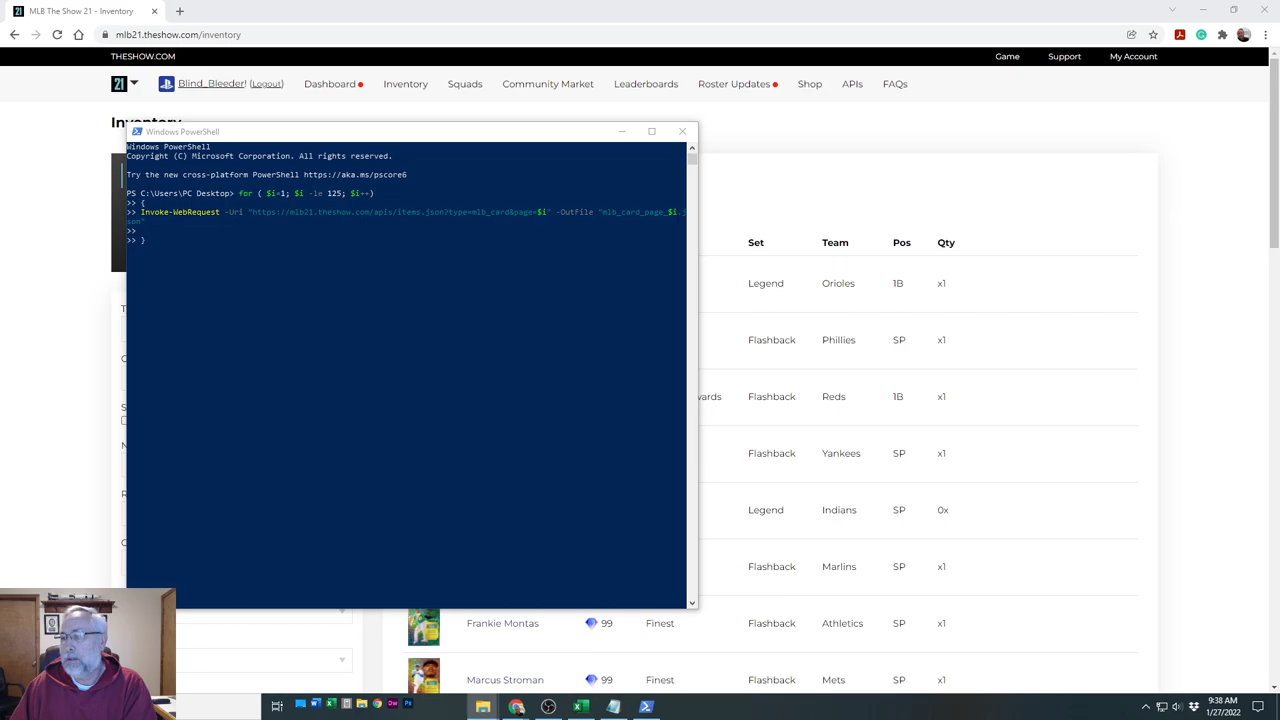 MLB The Show 21 - Inventory
mlb21.theshow.com/inventory
THESHOW.COM
Game
Support
My Account
21
Blind_Bleeder! (Logout)
Dashboard
Inventory
Squads
Community Market
Leaderboards
Roster Updates
Shop
APIs
FAQs
Windows PowerShell
Windows PowerShell
Copyright (C) Microsoft Corporation. All rights reserved.
Try the new cross-platform PowerShell https://aka.ms/pscore6
PS C:\Users\PC Desktop> for ( $i=1; $i -le 125; $i++)
>> {
>> Invoke-WebRequest -Uri "https://mlb21.theshow.com/apis/items.json?type=mlb_card&page=$i" -OutFile "mlb_card_page_$i.j
son"
>>
>> }
Set Team Pos Qty
Legend Orioles 1B x1
Flashback Phillies SP x1
wards Flashback Reds 1B x1
Flashback Yankees SP x1
Legend Indians SP 0x
Flashback Marlins SP x1
Frankie Montas 99 Finest Athletics SP x1
Marcus Stroman 99 Finest Mets SP x1
9:38 AM
1/27/2022